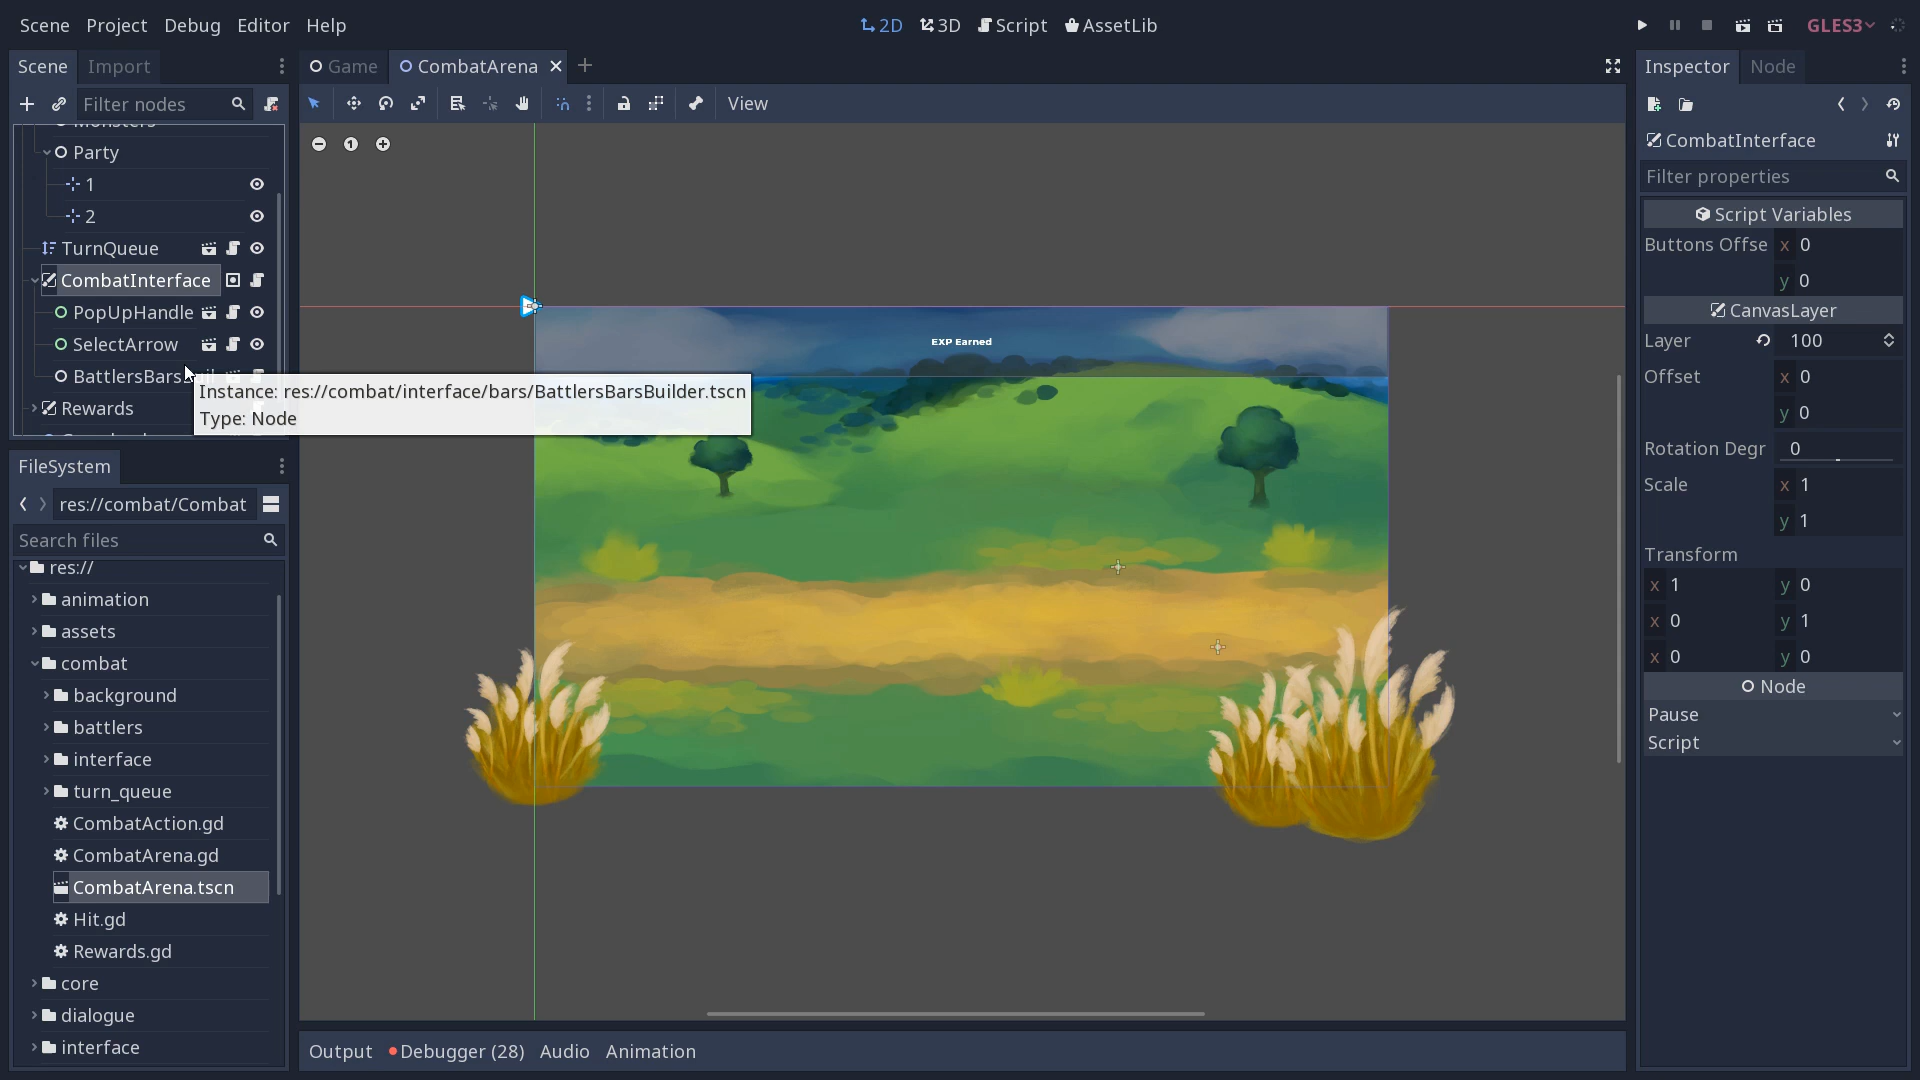 Scene Project Debug Editor Help
2D 3D Script AssetLib
GLES3
Scene Import
Filter nodes
Monsters
Party
1
2
TurnQueue
CombatInterface
PopUpHandle
SelectArrow
BattlersBarsBuil
Rewards
Instance: res://combat/interface/bars/BattlersBarsBuilder.tscn
Type: Node
FileSystem
res://combat/Combat
Search files
res://
animation
assets
combat
background
battlers
interface
turn_queue
CombatAction.gd
CombatArena.gd
CombatArena.tscn
Hit.gd
Rewards.gd
core
dialogue
interface
Game CombatArena
View
1
EXP Earned
Output Debugger (28) Audio Animation
Inspector Node
CombatInterface
Filter properties
Script Variables
Buttons Offse x 0
y 0
CanvasLayer
Layer 100
Offset x 0
y 0
Rotation Degr 0
Scale x 1
y 1
Transform
x 1 y 0
x 0 y 1
x 0 y 0
Node
Pause
Script